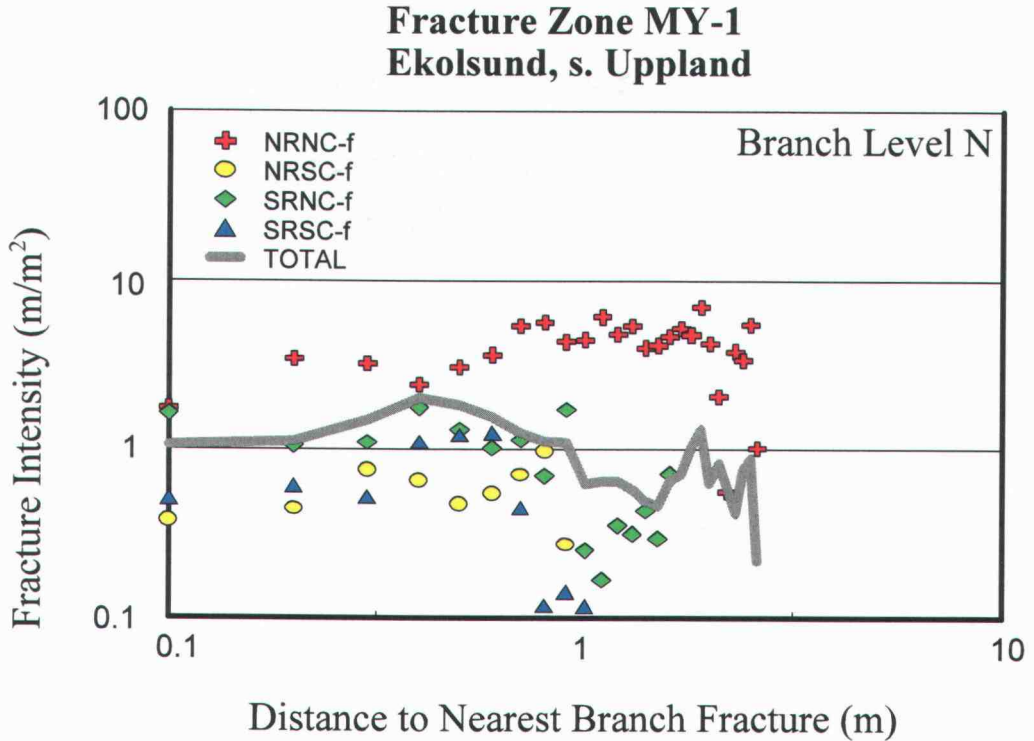 Fracture Zone MY-1
Ekolsund, s. Uppland
100
Branch Level N
NRNC-f
NRSC-f
SRNC-f
SRSC-f
TOTAL
10
1
0.1
Fracture Intensity (m/m²)
0.1
1
10
Distance to Nearest Branch Fracture (m)